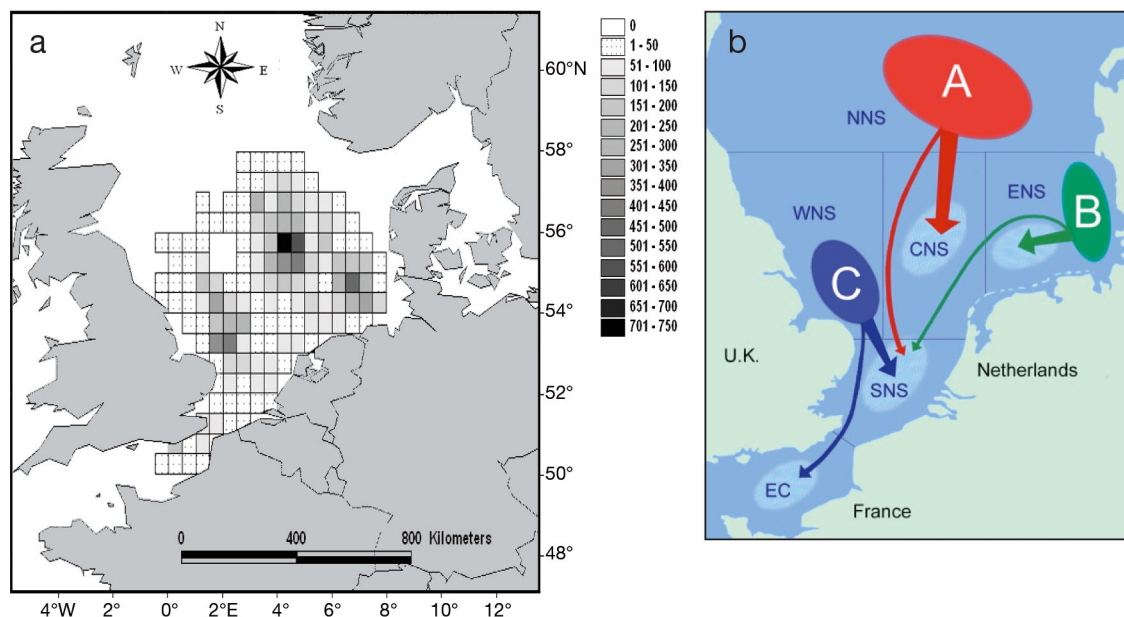 a
N
W E
S
60°N
58°
56°
54°
52°
50°
48°
4°W 2° 0° 2°E 4° 6° 8° 10° 12°
0 400 800 Kilometers
0
1 - 50
51 - 100
101 - 150
151 - 200
201 - 250
251 - 300
301 - 350
351 - 400
401 - 450
451 - 500
501 - 550
551 - 600
601 - 650
651 - 700
701 - 750
b
A
NNS
B
ENS
WNS
CNS
C
U.K.
Netherlands
SNS
EC
France